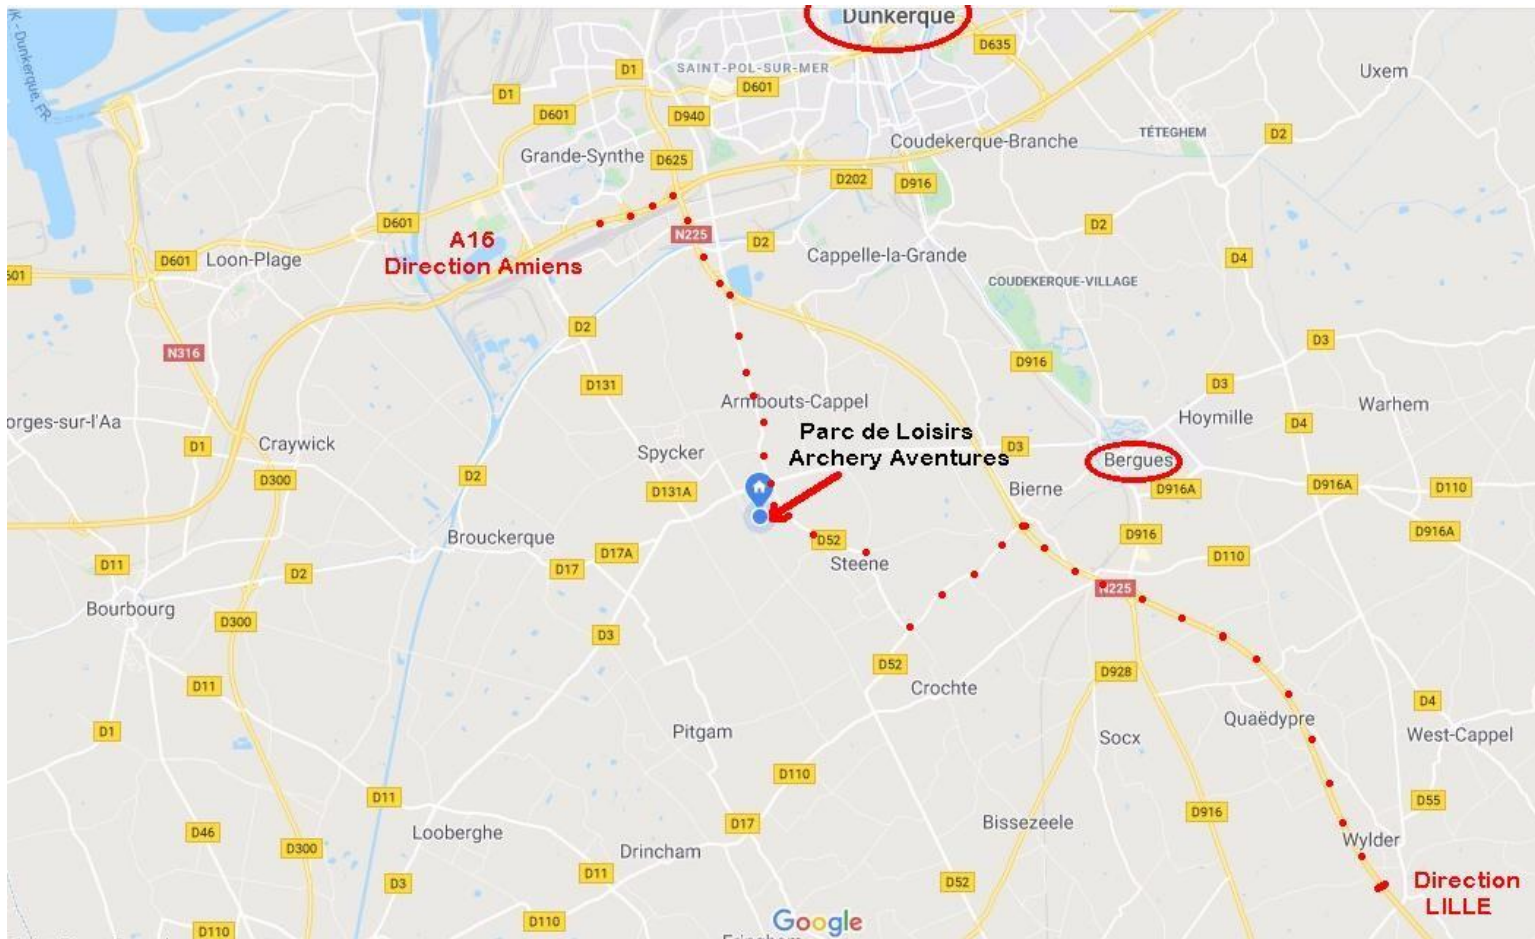 Dunkerque
D635
SAINT-POL-SUR-MER
D1
Uxem
D601
D1
D601
D940
TÉTEGHEM
D2
Coudekerque-Branche
Grande-Synthe
D625
D202
D916
K - Dunkerque, FR
D601
D2
A16
Direction Amiens
N225
D2
Cappelle-la-Grande
D601
Loon-Plage
D4
601
COUDEKERQUE-VILLAGE
D2
N316
D916
D3
D131
D3
Armbouts-Cappel
Warhem
orges-sur-l'Aa
Hoymille
D4
Craywick
D1
Parc de Loisirs
Archery Aventures
D3
Spycker
Bergues
D300
D2
D131A
Bierne
D916A
D916A
D110
Brouckerque
D52
D916
D916A
D17A
D110
D11
D2
D17
Steene
N225
Bourbourg
D300
D3
D52
D928
D11
Crochte
D4
Quaëdypre
D1
Pitgam
Socx
West-Cappel
D110
D11
D55
D916
D46
Looberghe
D17
Bissezeele
Wylder
D300
Drincham
D3
D11
D52
Direction
LILLE
D110
D110
Google